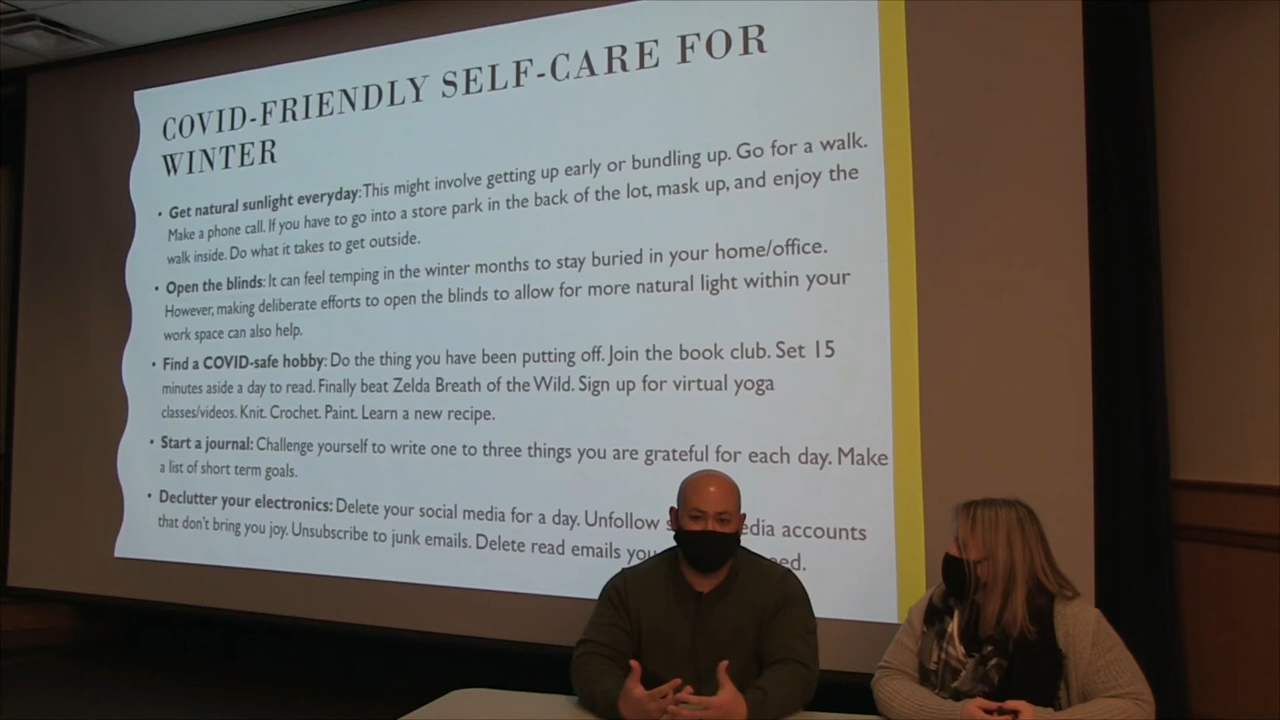 COVID-FRIENDLY SELF-CARE FOR
WINTER
• Get natural sunlight everyday: This might involve getting up early or bundling up. Go for a walk.
Make a phone call. If you have to go into a store park in the back of the lot, mask up, and enjoy the
walk inside. Do what it takes to get outside.
• Open the blinds: It can feel temping in the winter months to stay buried in your home/office.
However, making deliberate efforts to open the blinds to allow for more natural light within your
work space can also help.
• Find a COVID-safe hobby: Do the thing you have been putting off. Join the book club. Set 15
minutes aside a day to read. Finally beat Zelda Breath of the Wild. Sign up for virtual yoga
classes/videos. Knit. Crochet. Paint. Learn a new recipe.
• Start a journal: Challenge yourself to write one to three things you are grateful for each day. Make
a list of short term goals.
• Declutter your electronics: Delete your social media for a day. Unfollow accounts
that don't bring you joy. Unsubscribe to junk emails. Delete read emails